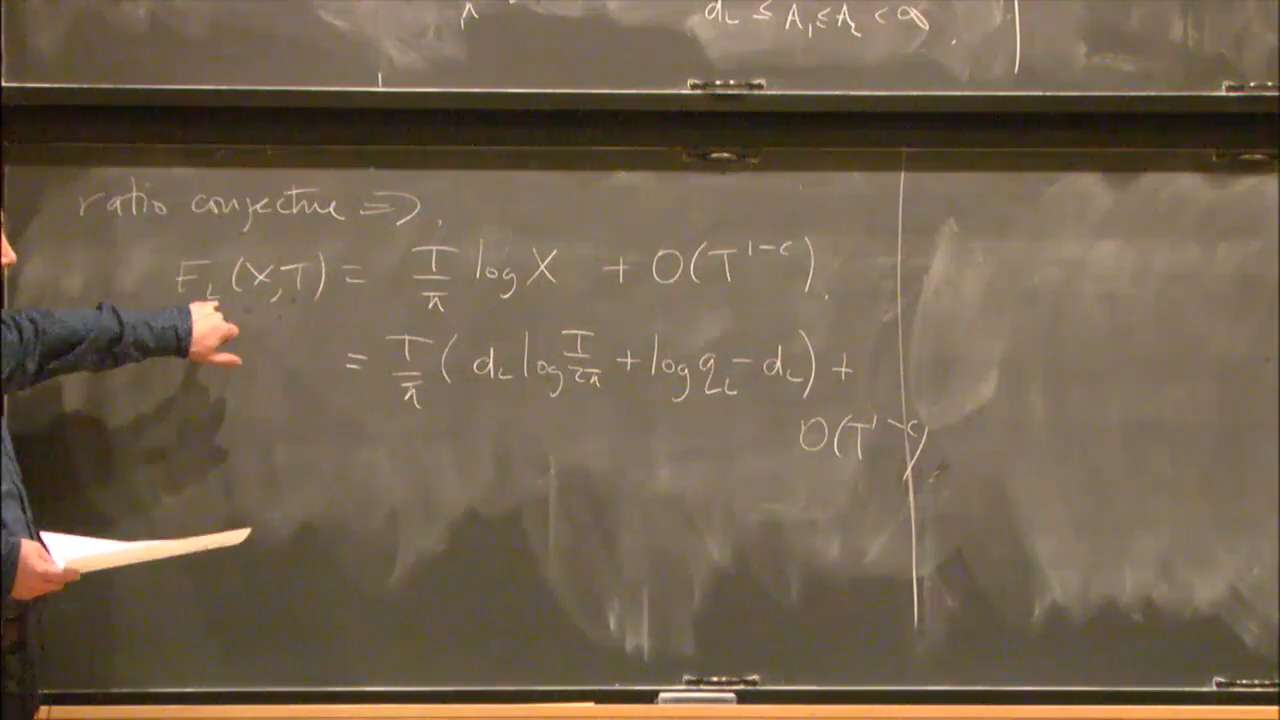 π
d_L ≤ A_1 ≤ A_2 < ∞.
ratio conjecture ⇒.
F_L(X,T) = T/π log X + O(T^{1-c}).
= T/π ( d_L log T/2π + log q_L - d_L) +
O(T^{1-c})